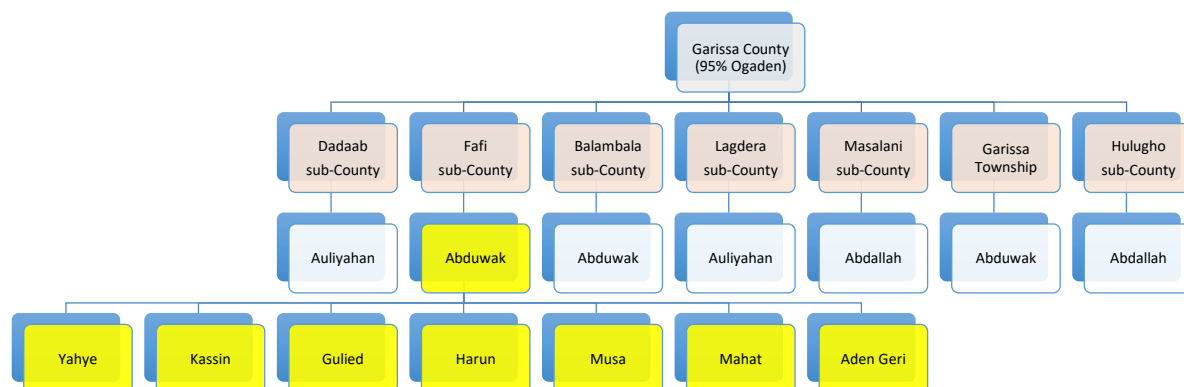 Garissa County
(95% Ogaden)
Dadaab
sub-County
Fafi
sub-County
Balambala
sub-County
Lagdera
sub-County
Masalani
sub-County
Garissa
Township
Hulugho
sub-County
Auliyahan
Abduwak
Abduwak
Auliyahan
Abdallah
Abduwak
Abdallah
Yahye
Kassin
Gulied
Harun
Musa
Mahat
Aden Geri